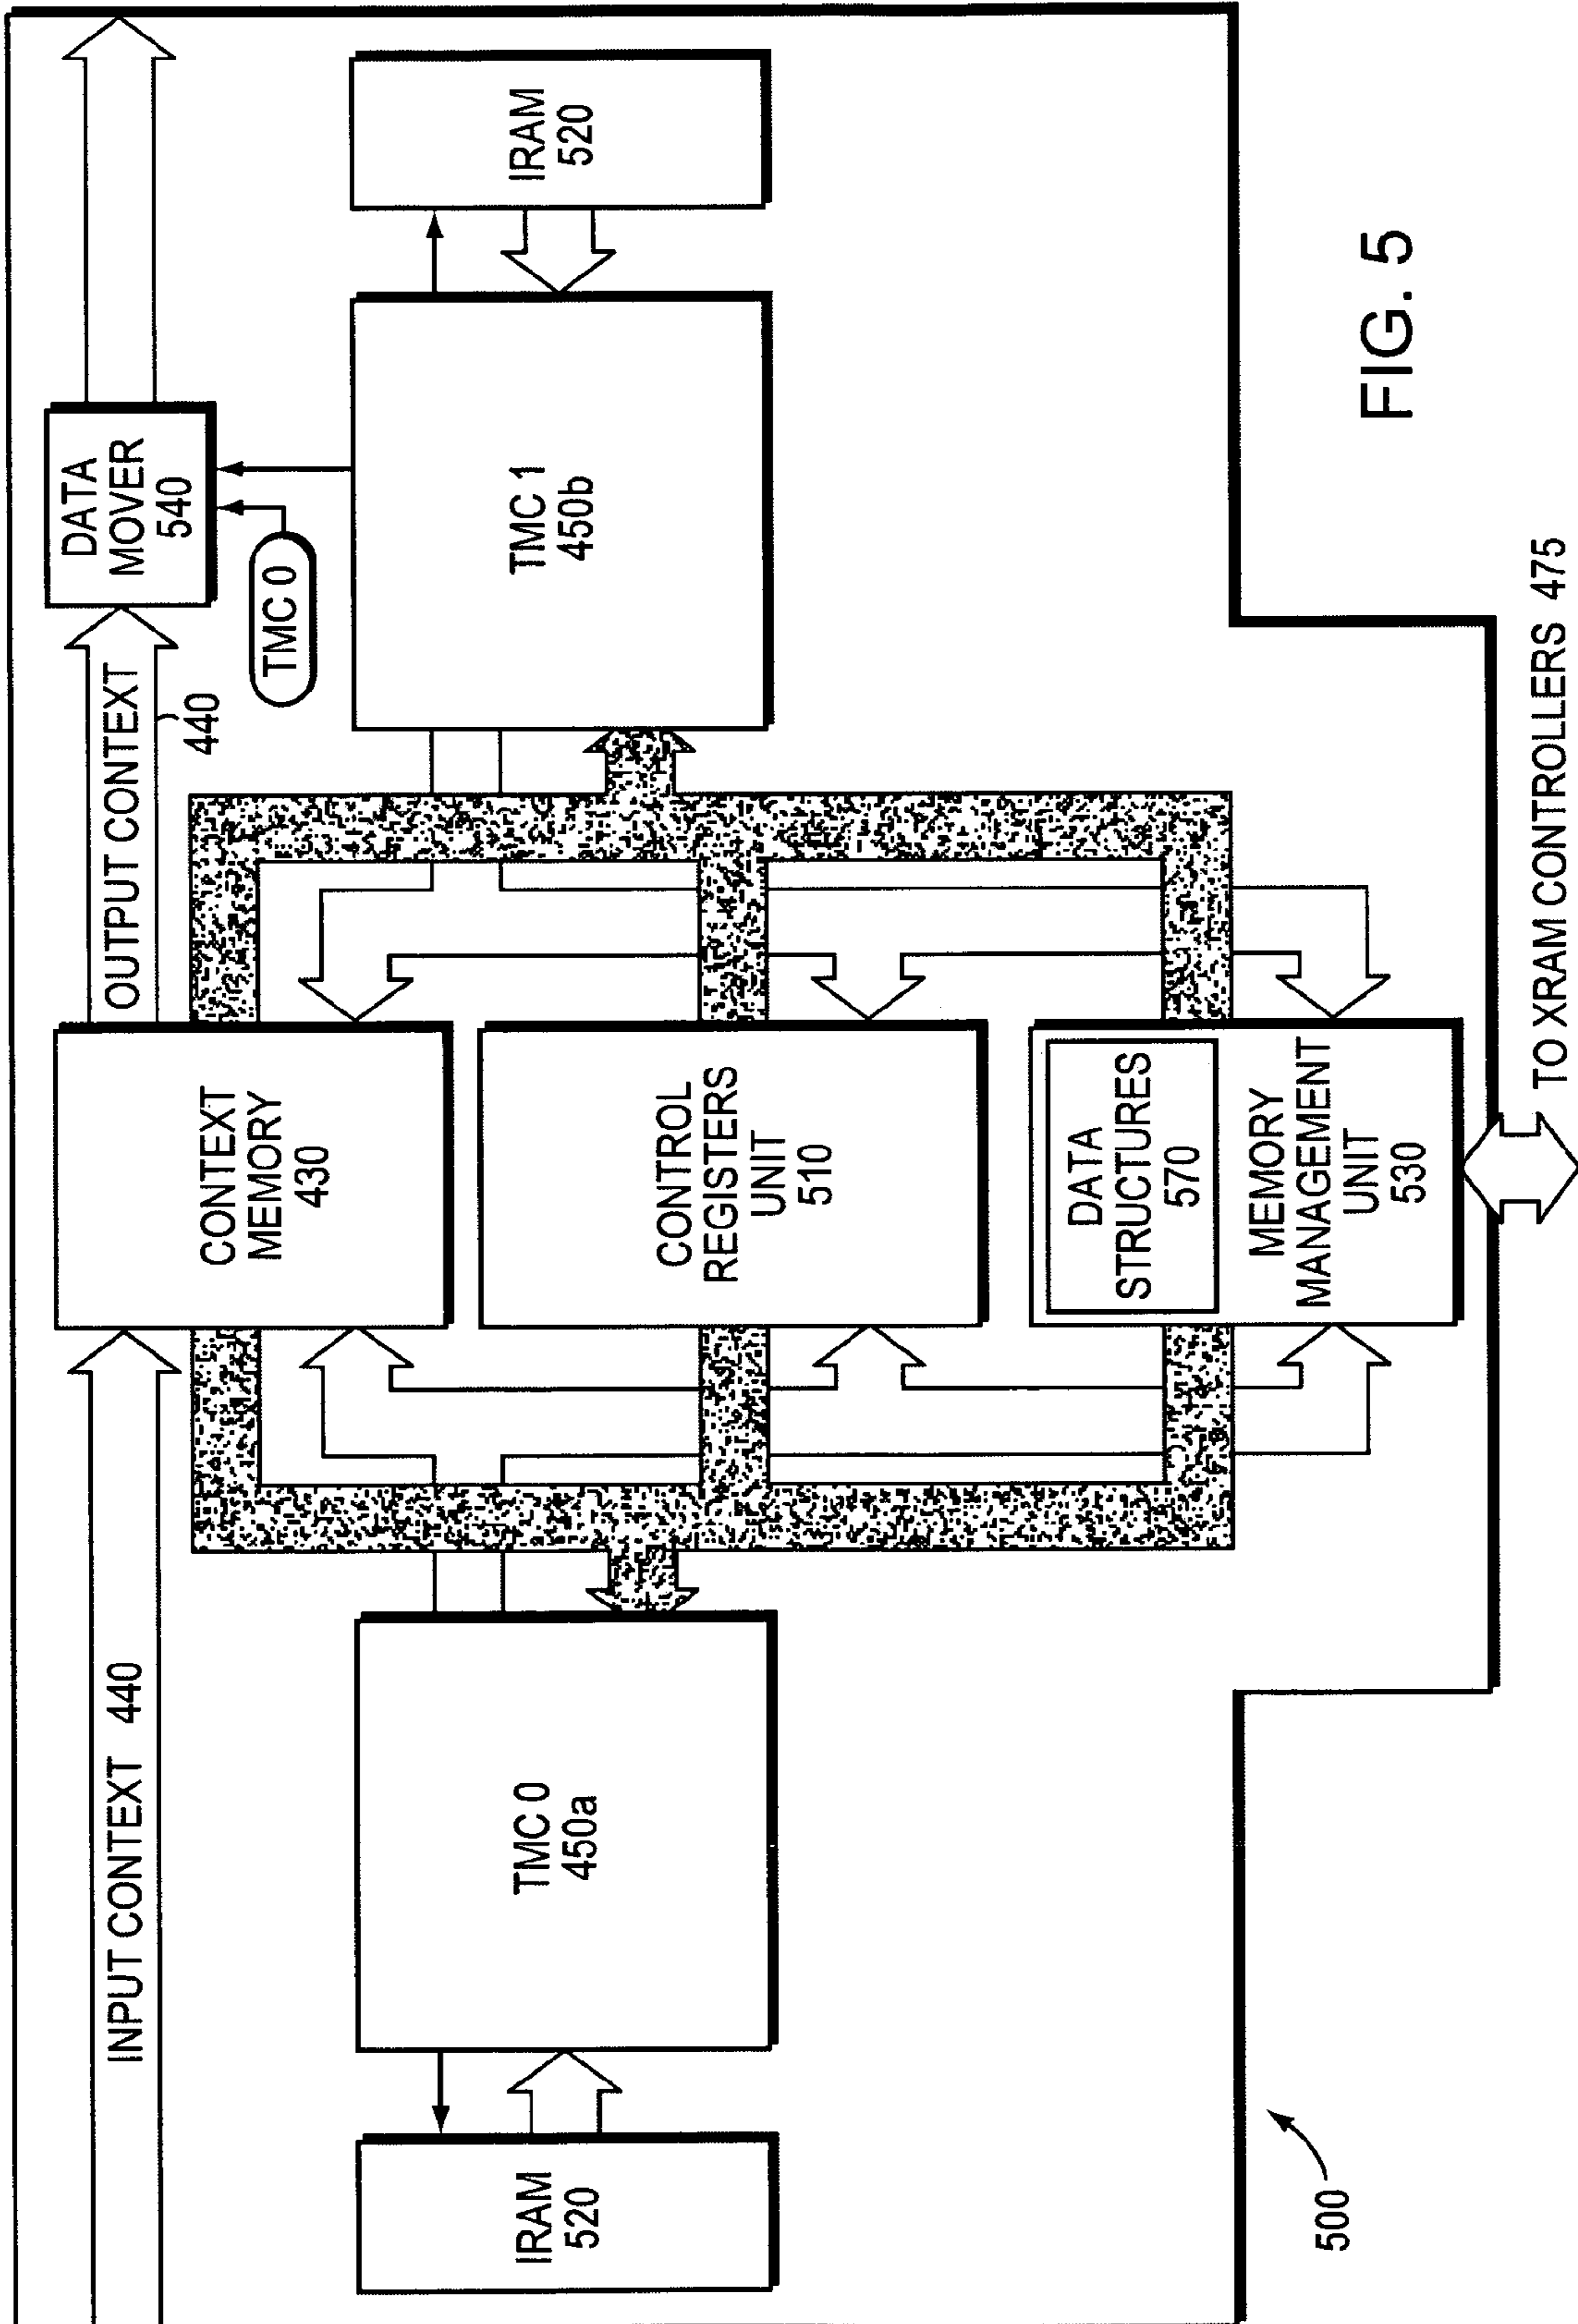 INPUT CONTEXT 440
OUTPUT CONTEXT
440
DATA
MOVER
540
TMC 0
CONTEXT
MEMORY
430
IRAM
520
TMC 0
450a
CONTROL
REGISTERS
UNIT
510
TMC 1
450b
IRAM
520
DATA
STRUCTURES
570
MEMORY
MANAGEMENT
UNIT
530
500
TO XRAM CONTROLLERS 475
FIG. 5